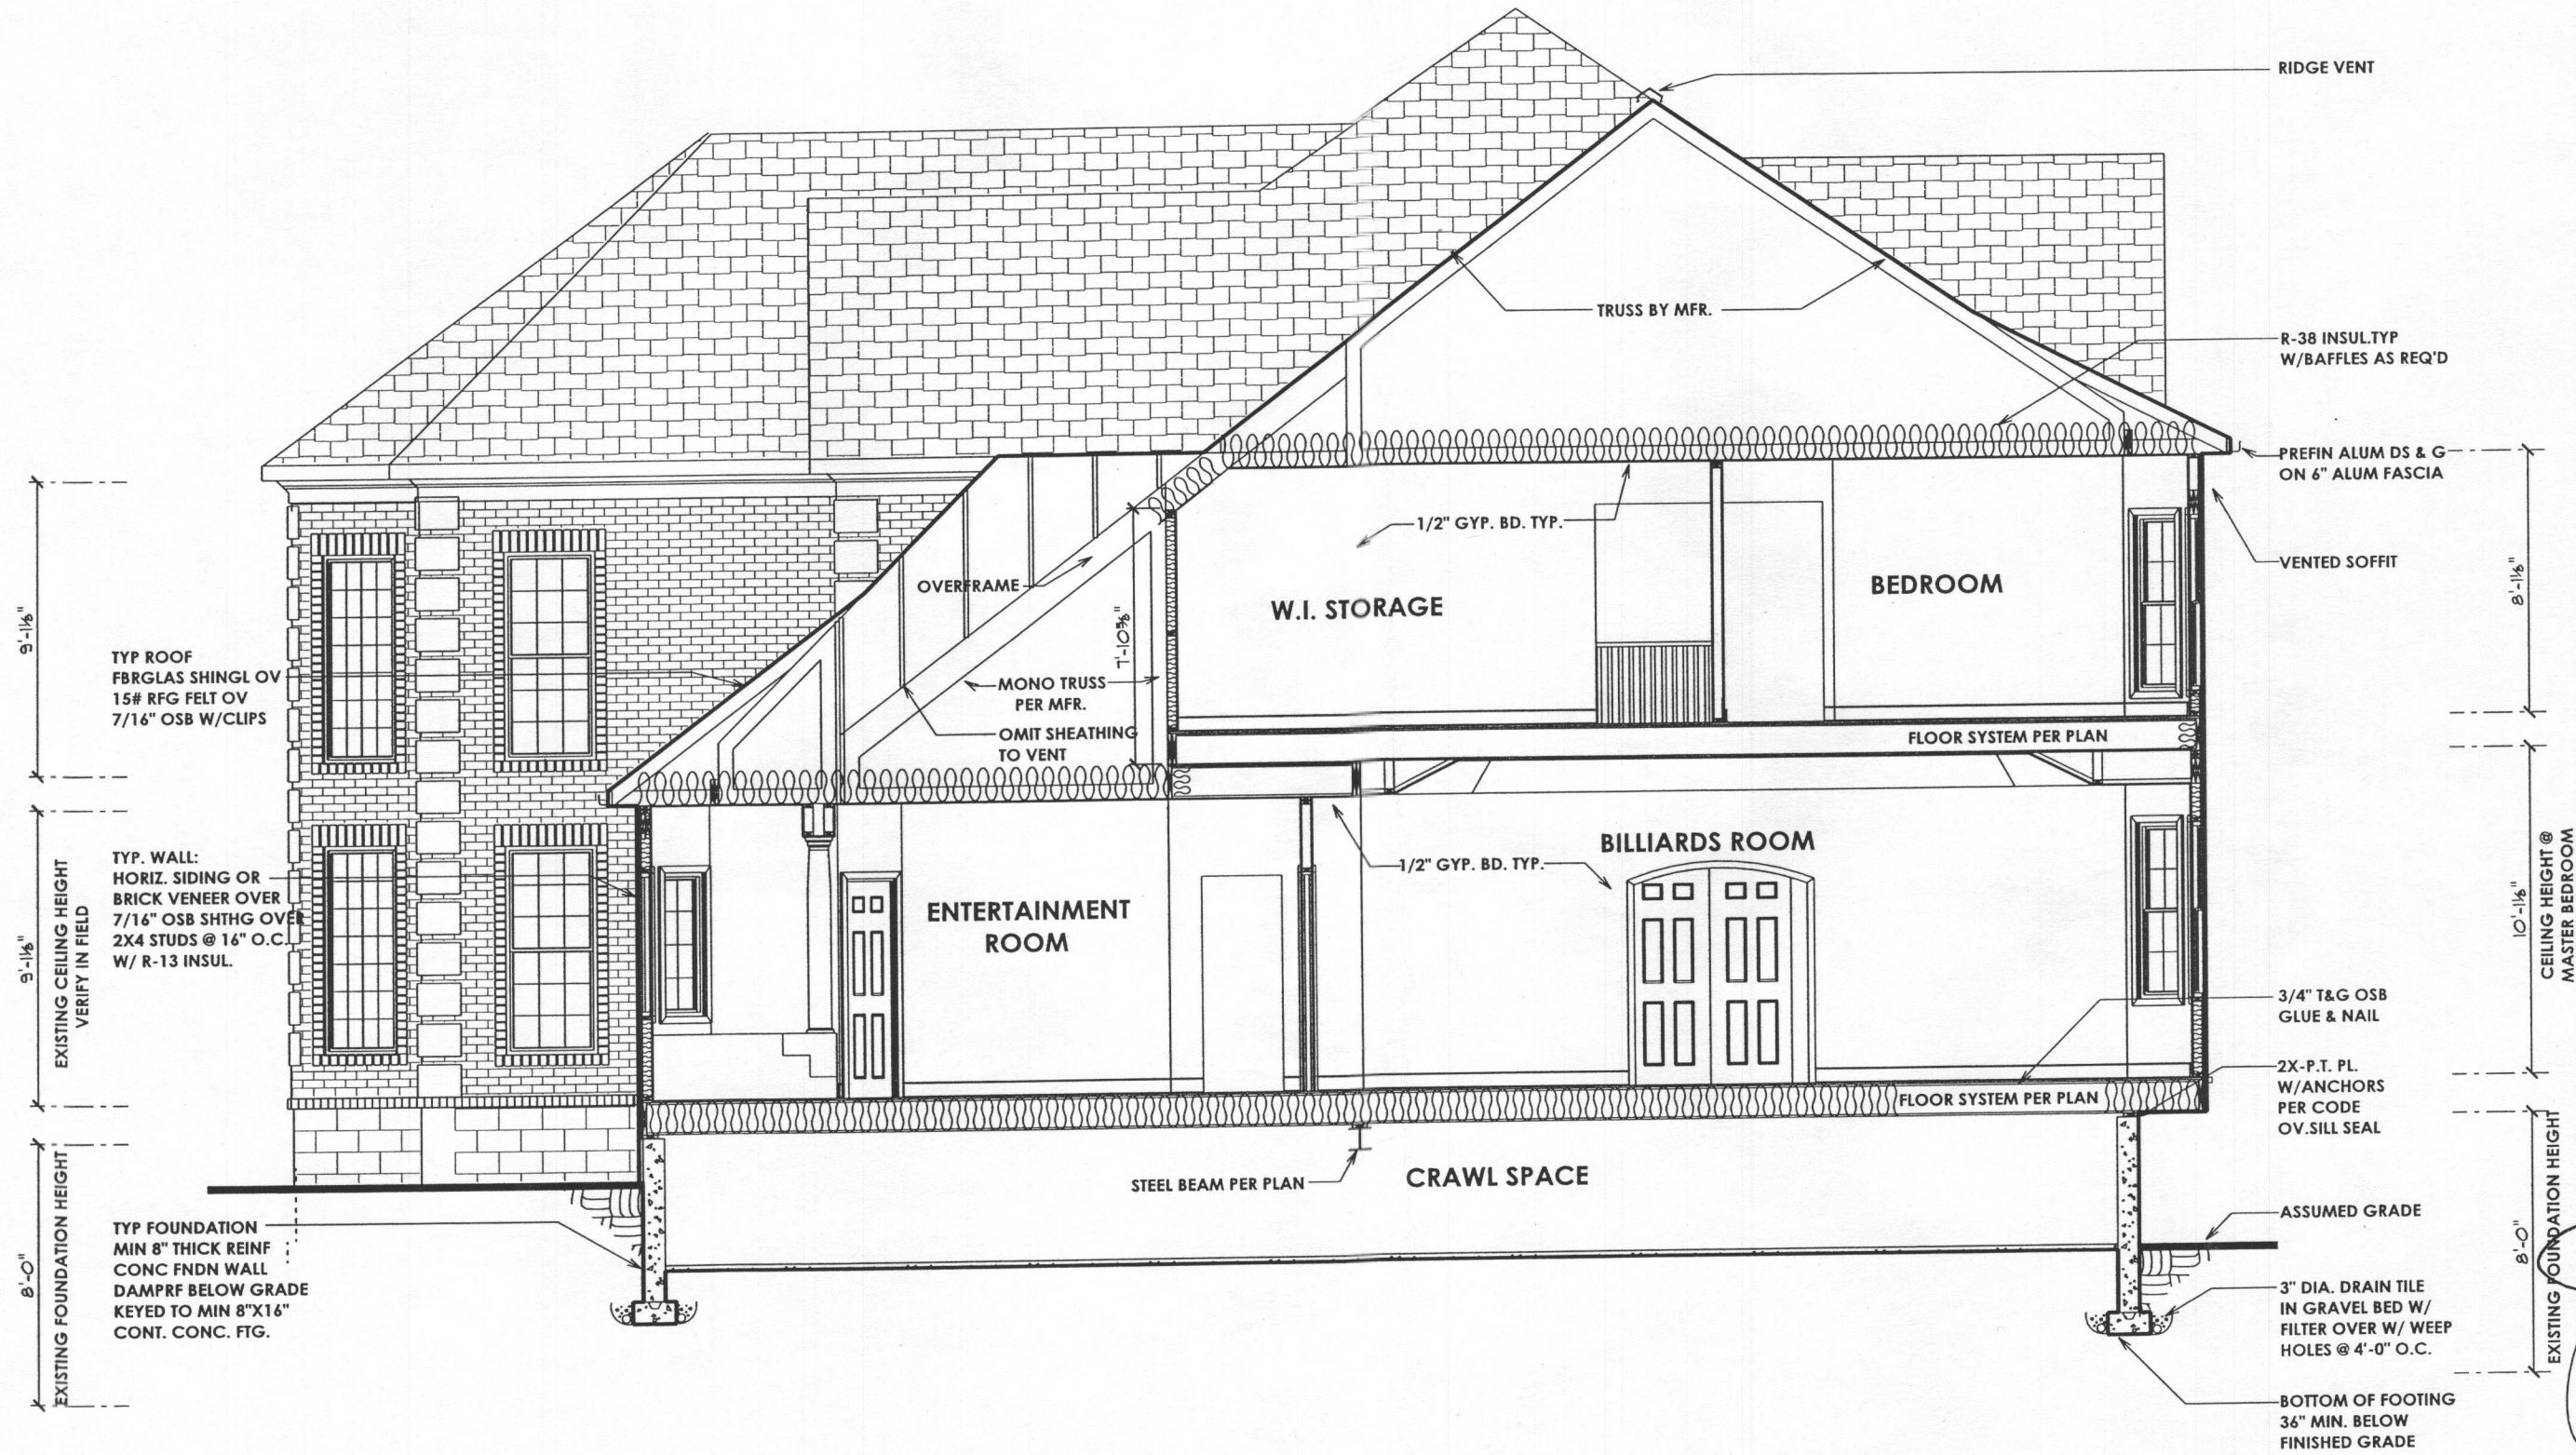 RIDGE VENT
TRUSS BY MFR.
R-38 INSUL.TYP
W/BAFFLES AS REQ'D
PREFIN ALUM DS & G
ON 6" ALUM FASCIA
VENTED SOFFIT
1/2" GYP. BD. TYP.
OVERFRAME
W.I. STORAGE
BEDROOM
8'-1⅛"
9'-1⅛"
7'-10⅝"
TYP ROOF
FBRGLAS SHINGL OV
15# RFG FELT OV
7/16" OSB W/CLIPS
MONO TRUSS
PER MFR.
OMIT SHEATHING
TO VENT
FLOOR SYSTEM PER PLAN
TYP. WALL:
HORIZ. SIDING OR
BRICK VENEER OVER
7/16" OSB SHTHG OVER
2X4 STUDS @ 16" O.C.
W/ R-13 INSUL.
9'-1⅛"
EXISTING CEILING HEIGHT
VERIFY IN FIELD
ENTERTAINMENT
ROOM
1/2" GYP. BD. TYP.
BILLIARDS ROOM
10'-1⅛"
CEILING HEIGHT @
MASTER BEDROOM
3/4" T&G OSB
GLUE & NAIL
2X-P.T. PL.
W/ANCHORS
PER CODE
OV.SILL SEAL
FLOOR SYSTEM PER PLAN
STEEL BEAM PER PLAN
CRAWL SPACE
ASSUMED GRADE
8'-0"
EXISTING FOUNDATION HEIGHT
TYP FOUNDATION
MIN 8" THICK REINF
CONC FNDN WALL
DAMPRF BELOW GRADE
KEYED TO MIN 8"X16"
CONT. CONC. FTG.
3" DIA. DRAIN TILE
IN GRAVEL BED W/
FILTER OVER W/ WEEP
HOLES @ 4'-0" O.C.
8'-0"
EXISTING FOUNDATION HEIGHT
BOTTOM OF FOOTING
36" MIN. BELOW
FINISHED GRADE